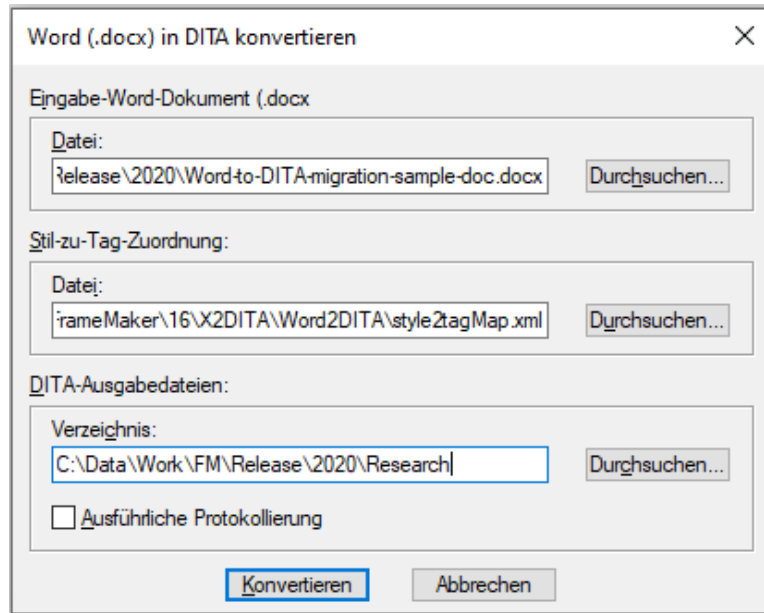 Word (.docx) in DITA konvertieren
Eingabe-Word-Dokument (.docx
Datei:
Release\2020\Word-to-DITA-migration-sample-doc.docx Durchsuchen...
Stil-zu-Tag-Zuordnung:
Datei:
FrameMaker\16\X2DITA\Word2DITA\style2tagMap.xml Durchsuchen...
DITA-Ausgabedateien:
Verzeichnis:
C:\Data\Work\FM\Release\2020\Research Durchsuchen...
Ausführliche Protokollierung
Konvertieren Abbrechen